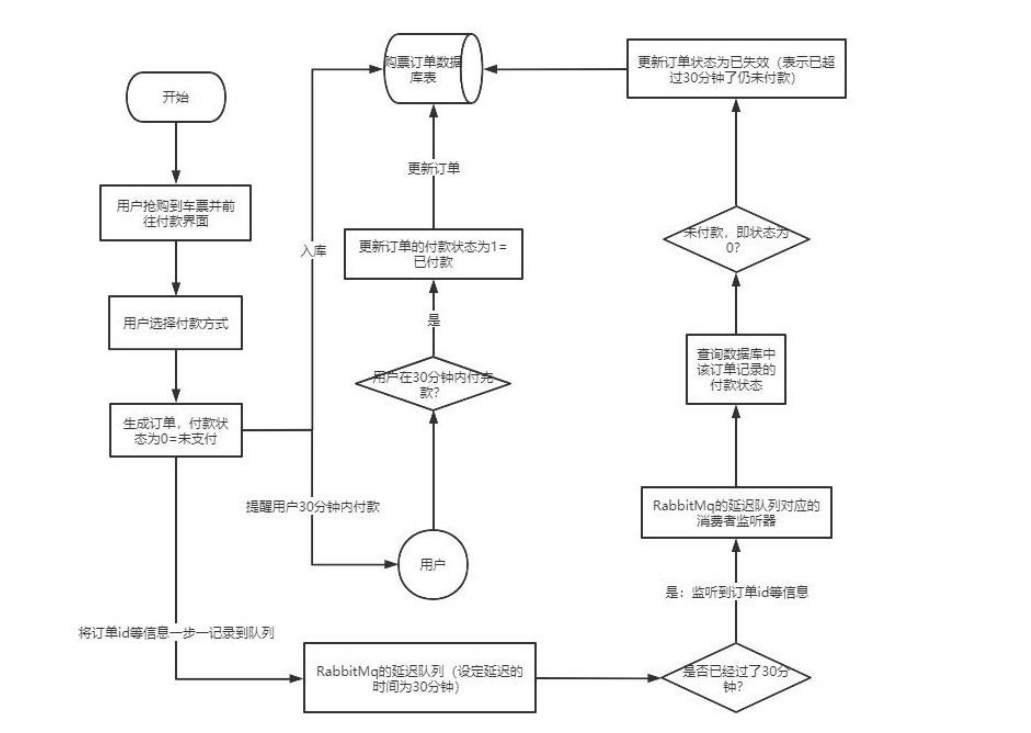 开始
用户抢购到车票并前
往付款界面
用户选择付款方式
生成订单，付款状
态为0=未支付
将订单id等信息一步一记录到队列
入库
提醒用户30分钟内付款
购票订单数据
库表
更新订单
更新订单的付款状态为1=
已付款
是
用户在30分钟内付完
款?
用户
RabbitMq的延迟队列（设定延迟的
时间为30分钟）
更新订单状态为已失效（表示已超
过30分钟了仍未付款）
未付款，即状态为
0?
查询数据库中
该订单记录的
付款状态
RabbitMq的延迟队列对应的
消费者监听器
是：监听到订单id等信息
是否已经过了30分
钟?